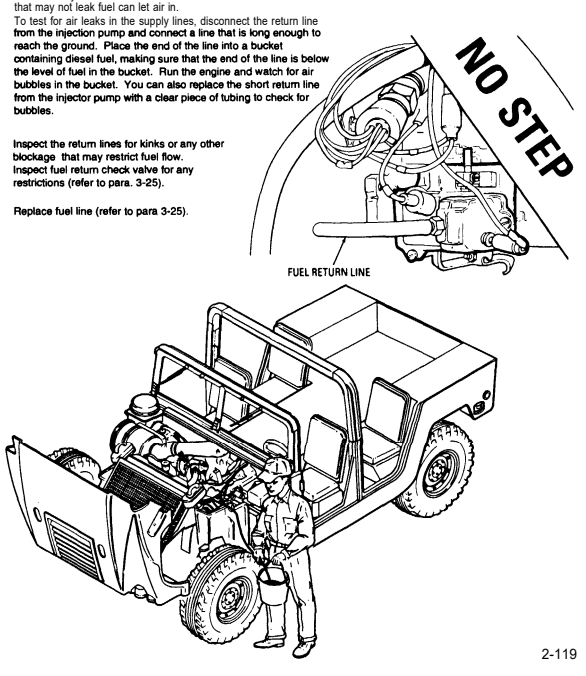 that may not leak fuel can let air in.
To test for air leaks in the supply lines, disconnect the return line
from the injection pump and connect a line that is long enough to
reach the ground. Place the end of the line into a bucket
containing diesel fuel, making sure that the end of the line is below
the level of fuel in the bucket. Run the engine and watch for air
bubbles in the bucket. You can also replace the short return line
from the injector pump with a clear piece of tubing to check for
bubbles.
Inspect the return lines for kinks or any other
blockage that may restrict fuel flow.
Inspect fuel return check valve for any
restrictions (refer to para. 3-25).
Replace fuel line (refer to para 3-25).
NO STEP
FUEL RETURN LINE
2-119